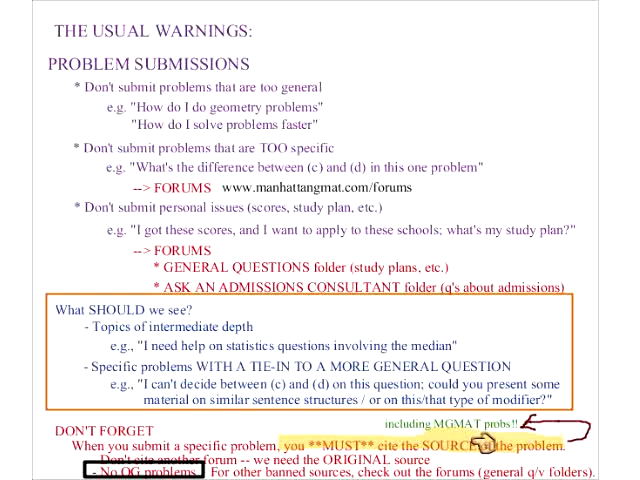 THE USUAL WARNINGS:
PROBLEM SUBMISSIONS
* Don't submit problems that are too general
e.g. "How do I do geometry problems"
"How do I solve problems faster"
* Don't submit problems that are TOO specific
e.g. "What's the difference between (c) and (d) in this one problem"
--> FORUMS www.manhattangmat.com/forums
* Don't submit personal issues (scores, study plan, etc.)
e.g. "I got these scores, and I want to apply to these schools; what's my study plan?"
--> FORUMS
* GENERAL QUESTIONS folder (study plans, etc.)
* ASK AN ADMISSIONS CONSULTANT folder (q's about admissions)
What SHOULD we see?
- Topics of intermediate depth
e.g., "I need help on statistics questions involving the median"
- Specific problems WITH A TIE-IN TO A MORE GENERAL QUESTION
e.g., "I can't decide between (c) and (d) on this question; could you present some
material on similar sentence structures / or on this/that type of modifier?"
including MGMAT probs!!
DON'T FORGET
When you submit a specific problem, you **MUST** cite the SOURCE of the problem.
- Don't cite another forum -- we need the ORIGINAL source
- No OG problems. For other banned sources, check out the forums (general q/v folders).